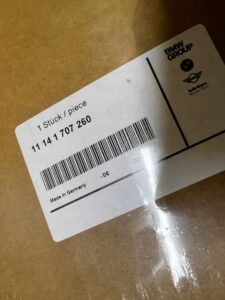 1 Stück / piece
11 14 1 707 260
Made in Germany
- DE
BMW
GROUP